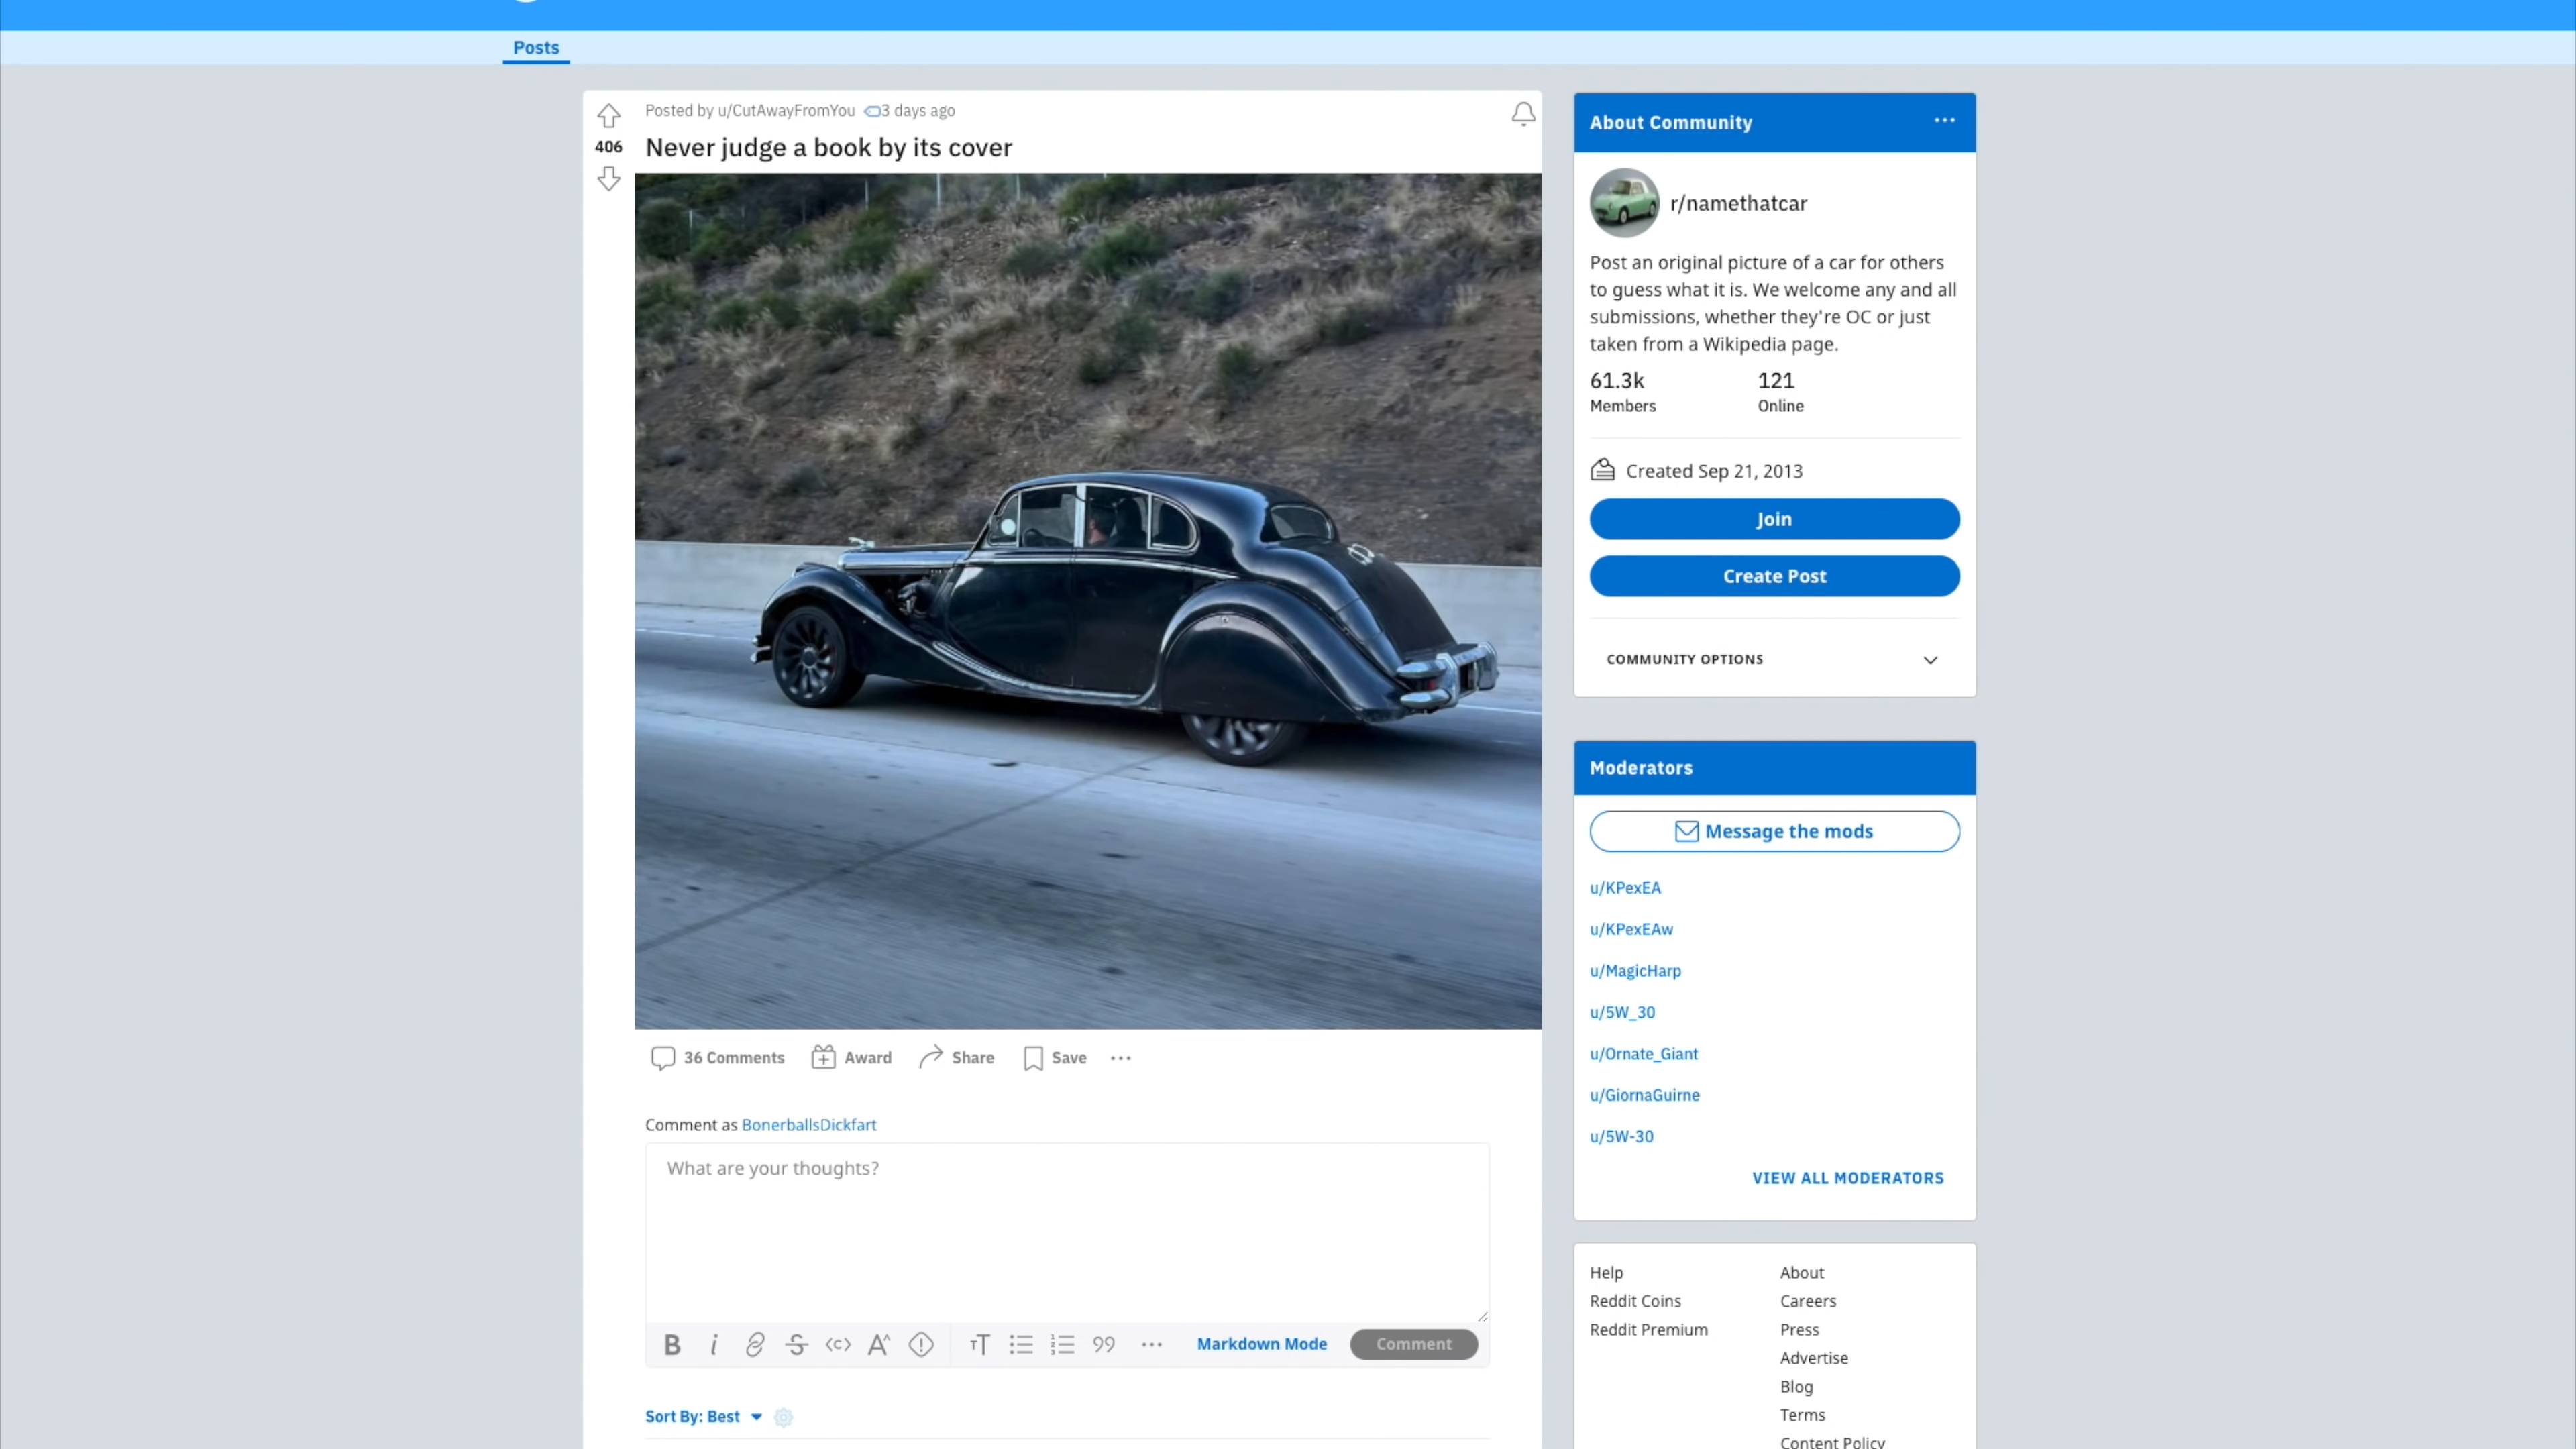 Posts
Posted by u/CutAwayFromYou 3 days ago
406
Never judge a book by its cover
36 Comments
Award
Share
Save
Comment as BonerballsDickfart
What are your thoughts?
Markdown Mode
Comment
Sort By: Best
About Community
r/namethatcar
Post an original picture of a car for others
to guess what it is. We welcome any and all
submissions, whether they're OC or just
taken from a Wikipedia page.
61.3k
Members
121
Online
Created Sep 21, 2013
Join
Create Post
COMMUNITY OPTIONS
Moderators
Message the mods
u/KPexEA
u/KPexEAw
u/MagicHarp
u/5W_30
u/Ornate_Giant
u/GiornaGuirne
u/5W-30
VIEW ALL MODERATORS
Help
Reddit Coins
Reddit Premium
About
Careers
Press
Advertise
Blog
Terms
Content Policy